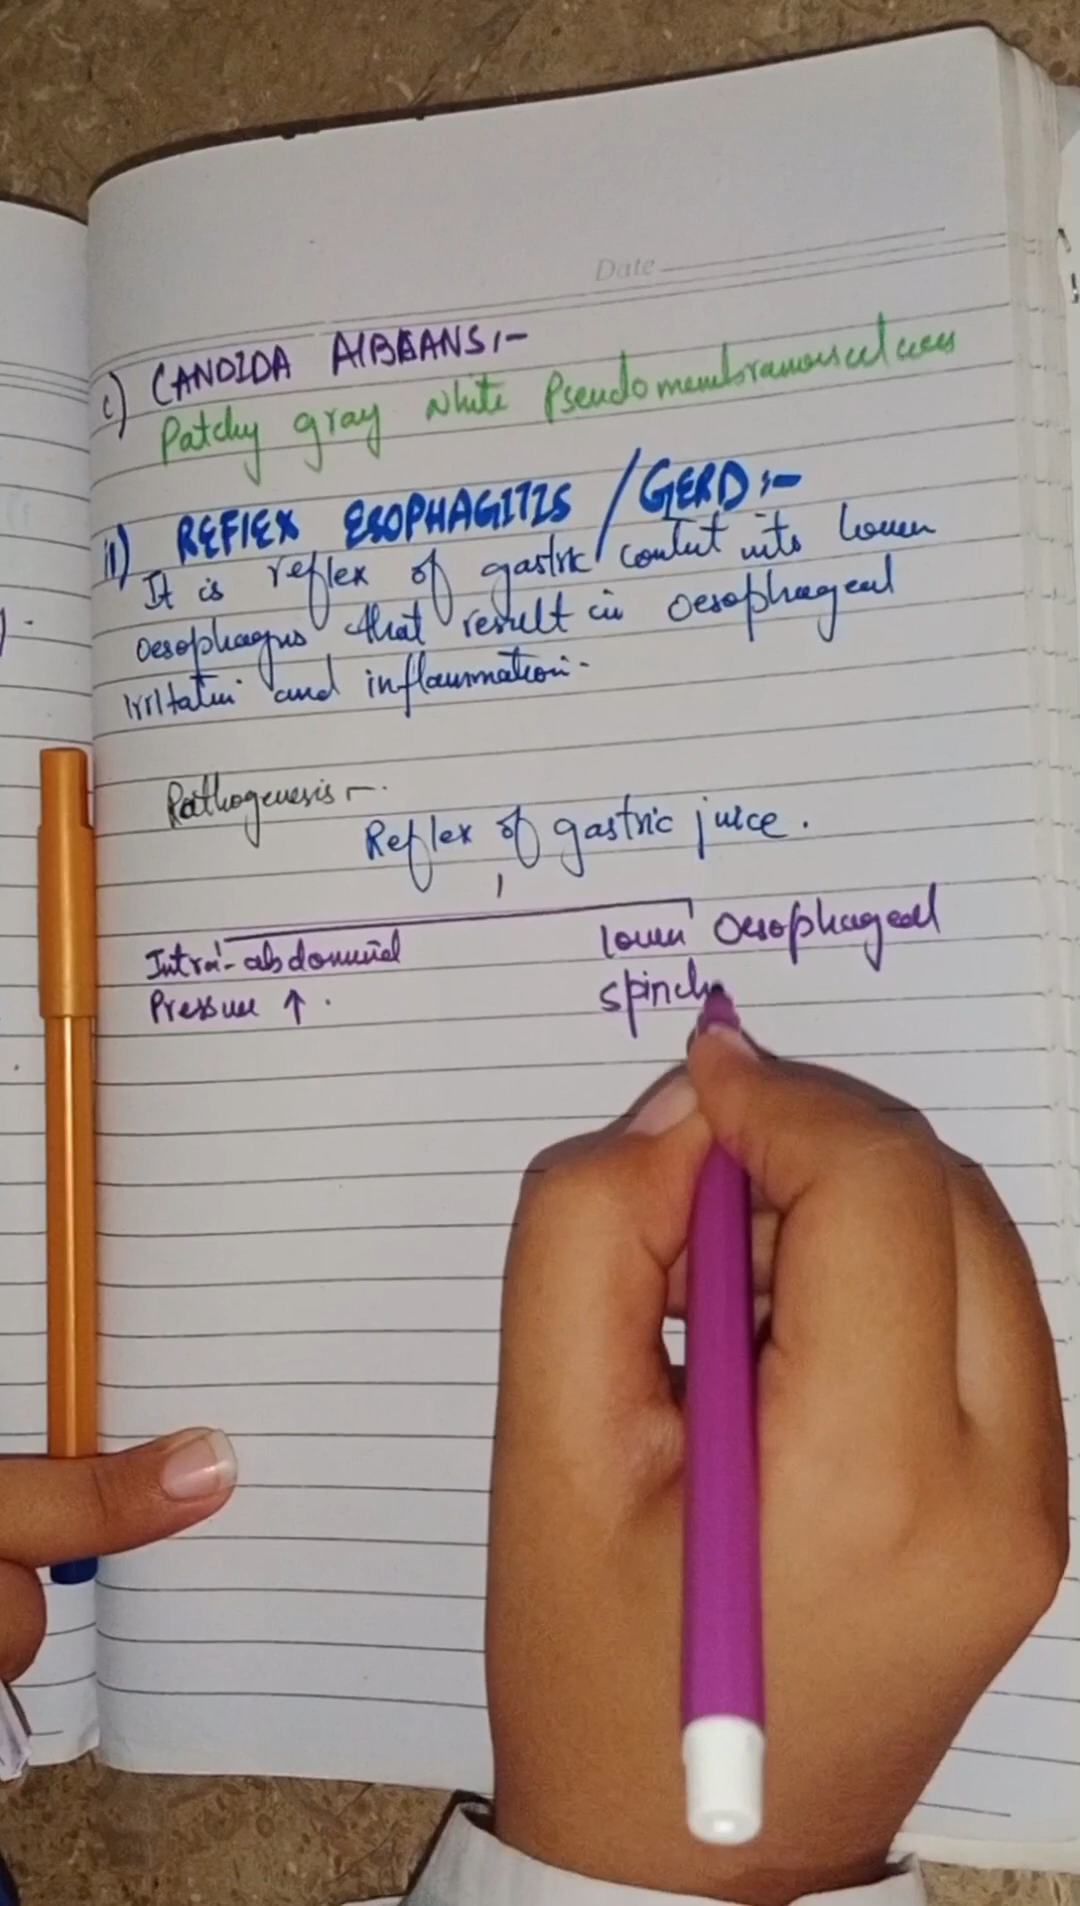 Date
c) CANDIDA AlBEANS:-
Patchy gray white Pseudomembranous
ii) REFlEX ESOPHAGITIS / GERD:-
It is reflex of gastric content into lower
oesophagus that result in oesophageal
irritation and inflammation.
Pathogenesis -.
Reflex of gastric juice.
Intra-abdominal
Pressure ↑.
lower Oesophageal
spinch